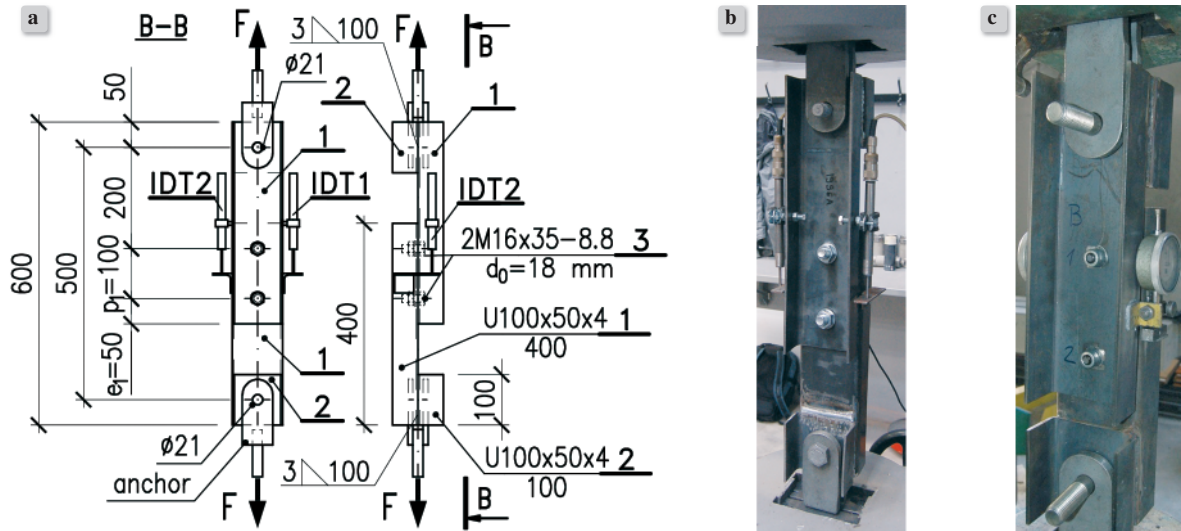 a
B-B
F
F
B
3 100
ø21
2
1
50
1
IDT2
IDT1
IDT2
200
2M16x35-8.8 3
d₀=18 mm
600
500
p₁=100
400
U100x50x4 1
400
e₁=50
1
2
100
ø21
anchor
3 100
U100x50x4 2
100
F
F
B
b
c
B
1
2